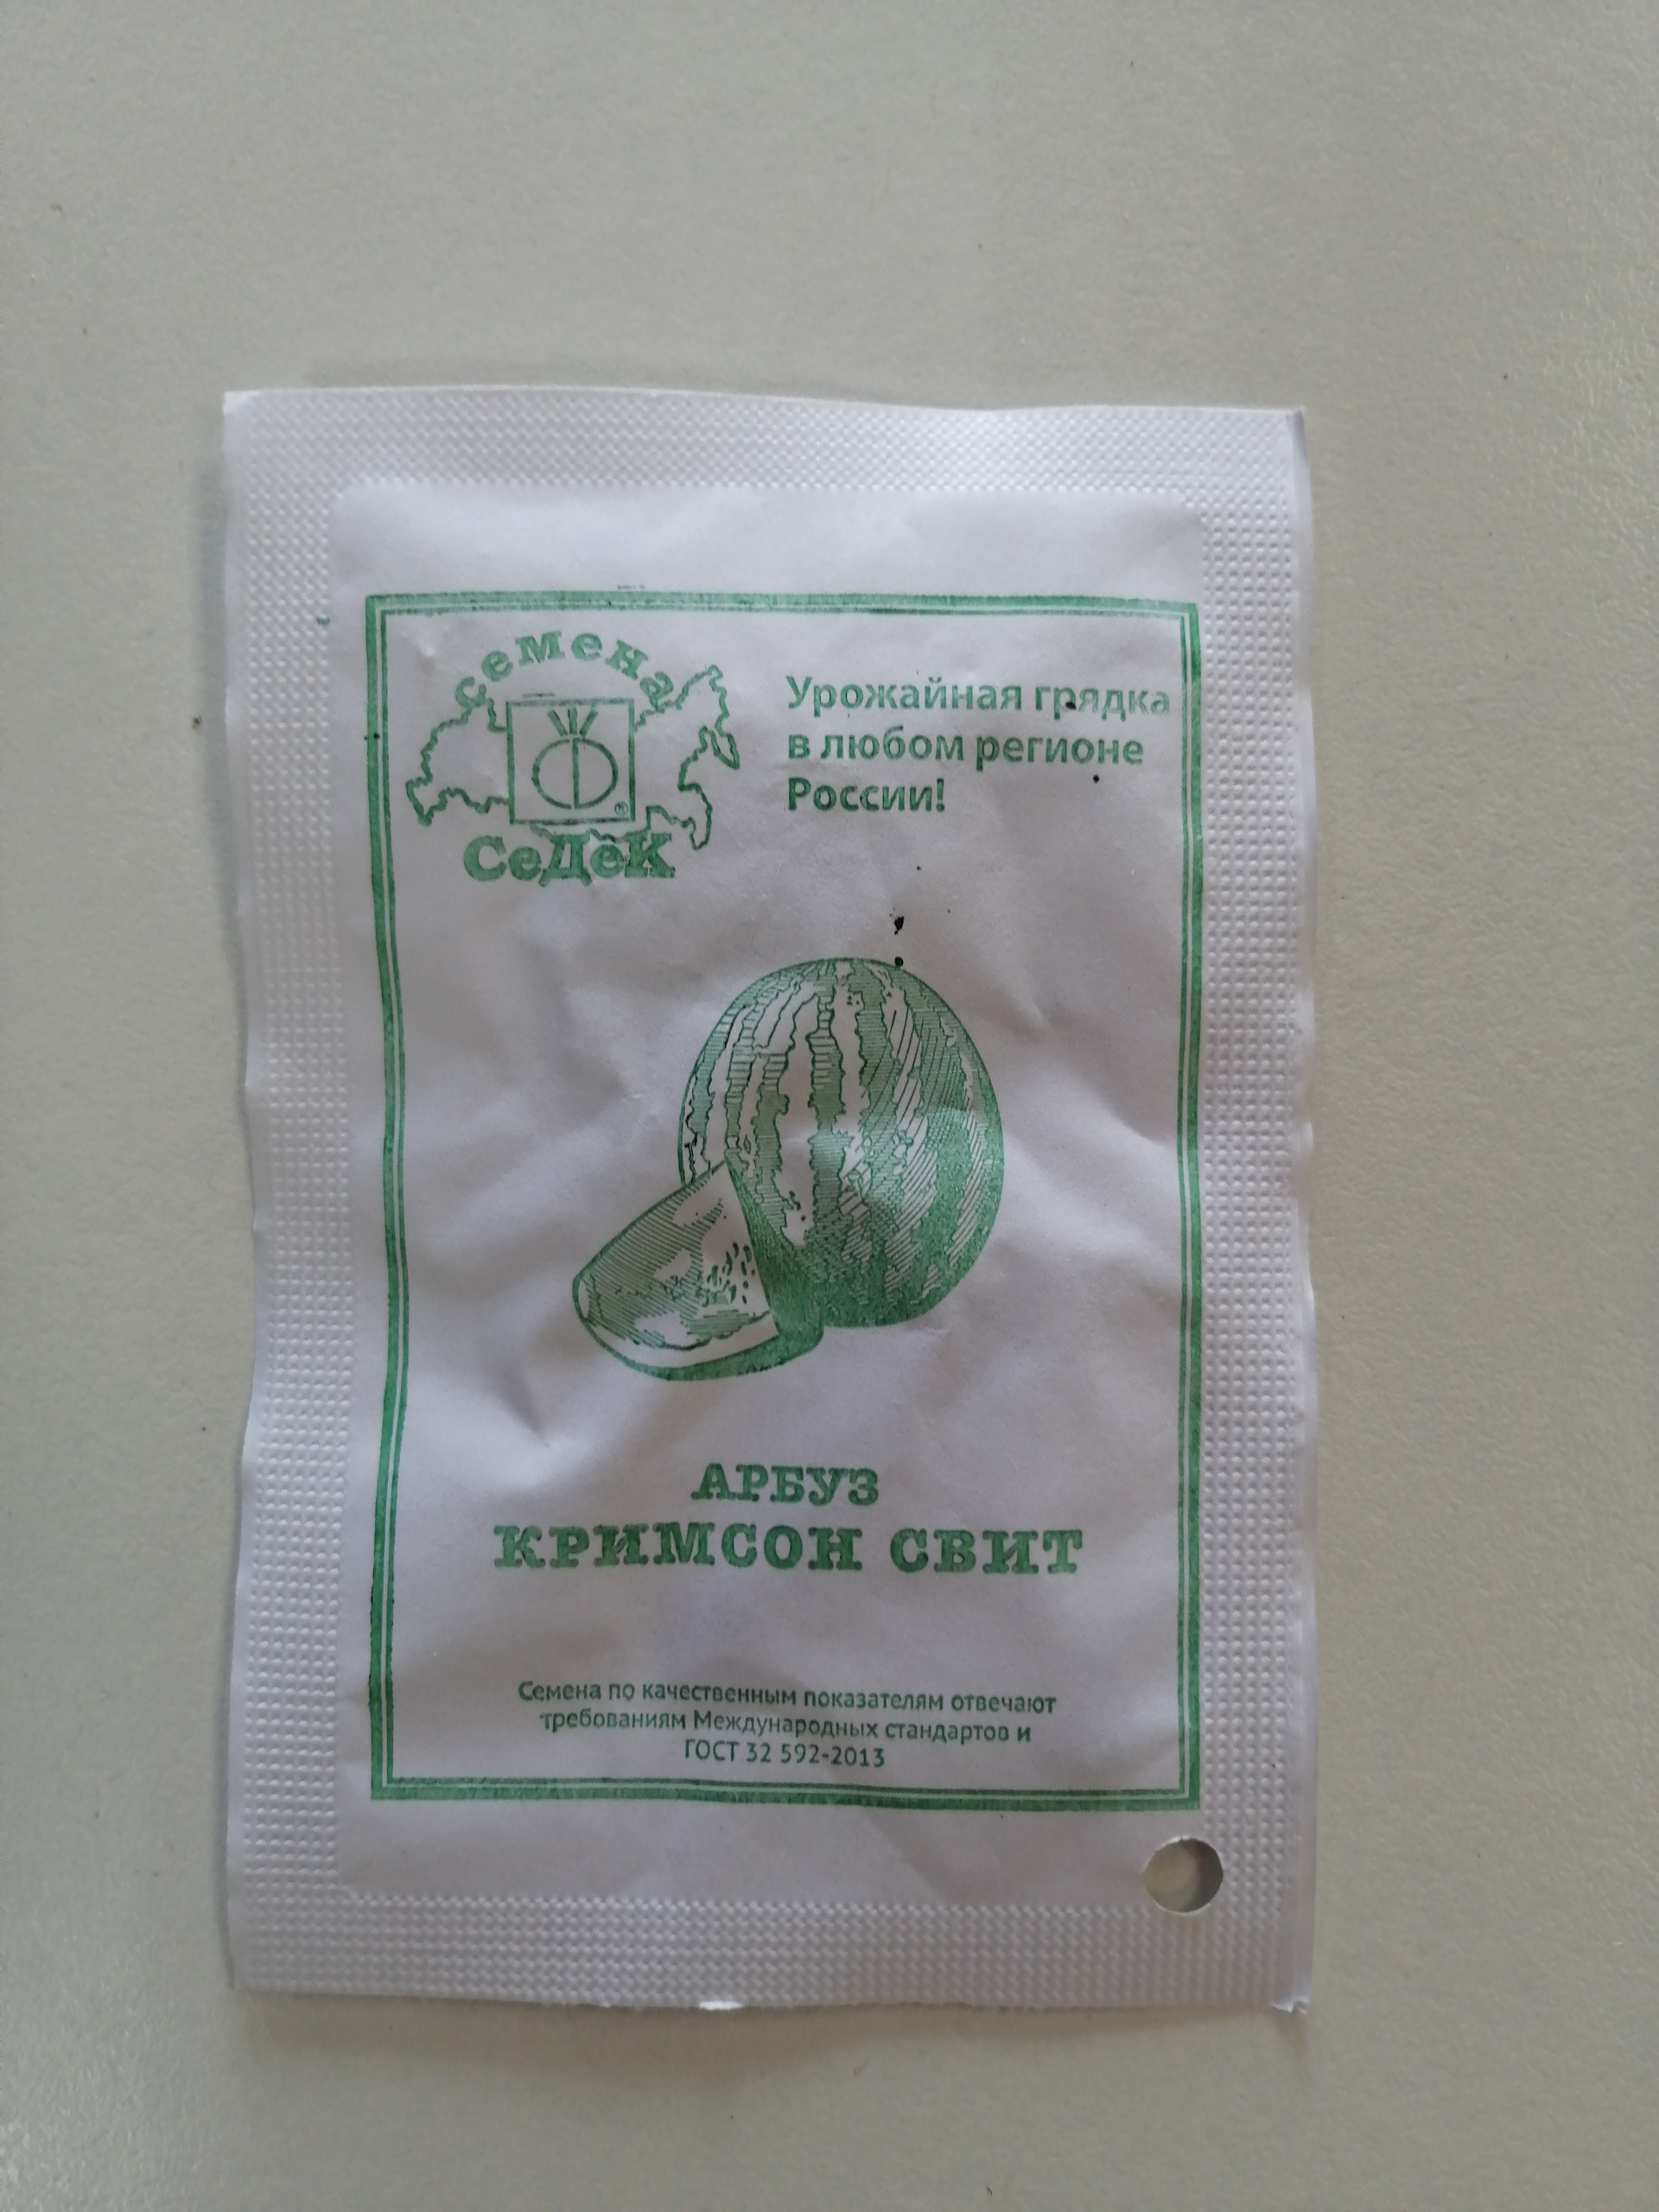 семена
®
СеДеК
Урожайная грядка
в любом регионе
России!
АРБУЗ
КРИМСОН СВИТ
Семена по качественным показателям отвечают
требованиям Международных стандартов и
ГОСТ 32 592-2013